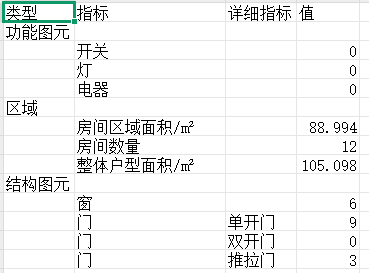 类型 指标 详细指标 值
功能图元
开关 0
灯 0
电器 0
区域
房间区域面积/㎡ 88.994
房间数量 12
整体户型面积/㎡ 105.098
结构图元
窗 6
门 单开门 9
门 双开门 0
门 推拉门 3